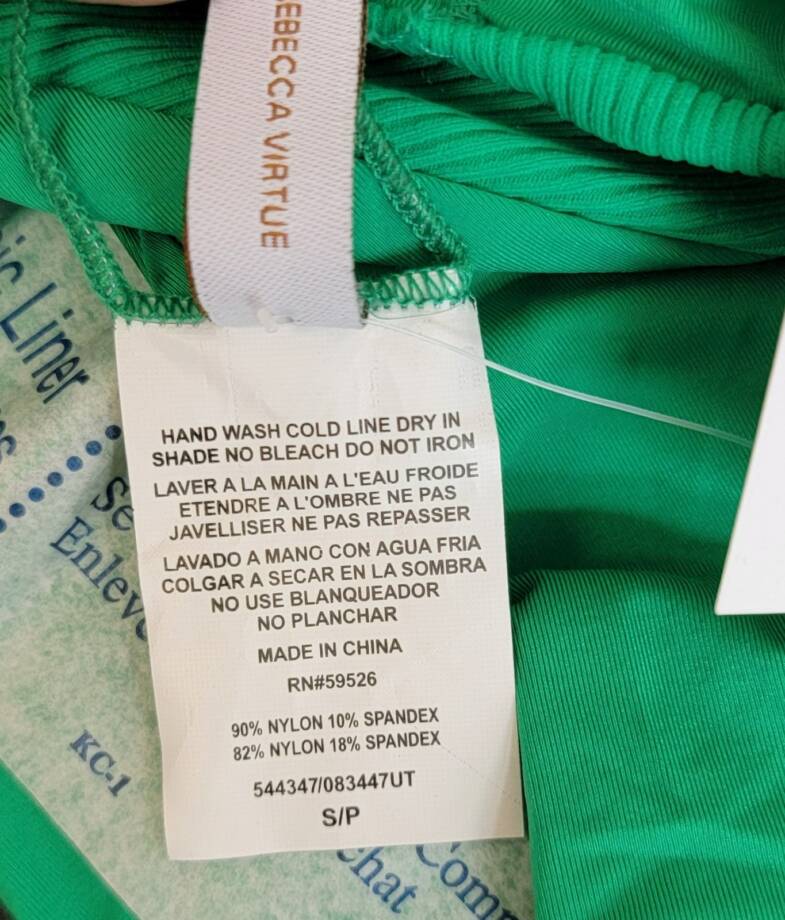 EBECCA VIRTUE
HAND WASH COLD LINE DRY IN
SHADE NO BLEACH DO NOT IRON
LAVER A LA MAIN A L'EAU FROIDE
ETENDRE A L'OMBRE NE PAS
JAVELLISER NE PAS REPASSER
LAVADO A MANO CON AGUA FRIA
COLGAR A SECAR EN LA SOMBRA
NO USE BLANQUEADOR
NO PLANCHAR
MADE IN CHINA
RN#59526
90% NYLON 10% SPANDEX
82% NYLON 18% SPANDEX
544347/083447UT
S/P
ic Liner
Enlev
KC-1